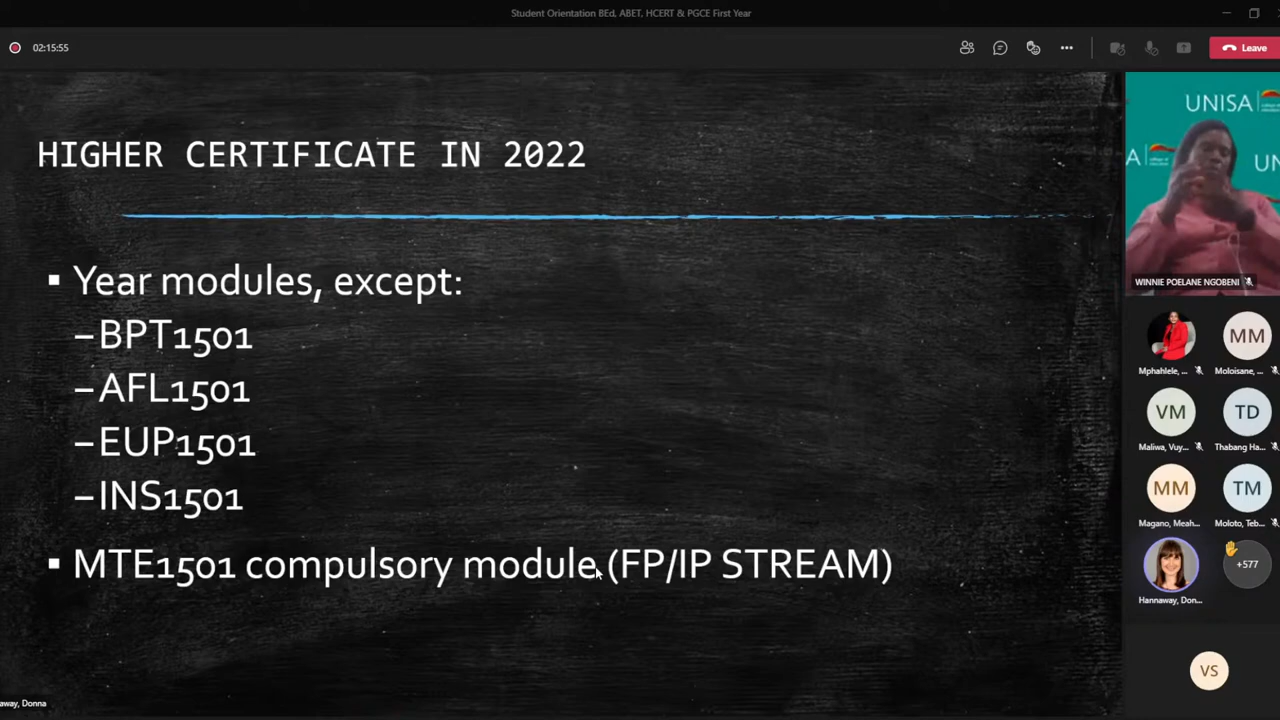 Student Orientation BEd, ABET, HCERT & PGCE First Year
02:15:55
Leave
HIGHER CERTIFICATE IN 2022
Year modules, except:
–BPT1501
–AFL1501
–EUP1501
–INS1501
MTE1501 compulsory module (FP/IP STREAM)
UNISA
UN
WINNIE POELANE NGOBENI
Mphahlele, ...
MM
Moloisane, ...
VM
Maliwa, Vuy...
TD
Thabang Ha...
MM
Magano, Meah...
TM
Moloto, Teb...
Hannaway, Don...
+577
VS
away, Donna